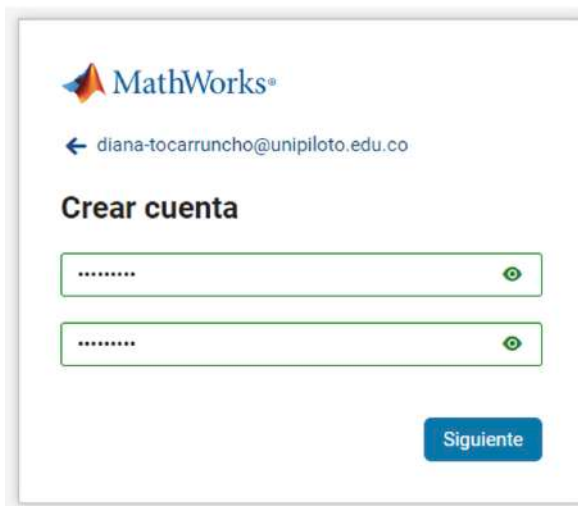 MathWorks®
diana-tocarruncho@unipiloto.edu.co
Crear cuenta
•••••••••
•••••••••
Siguiente